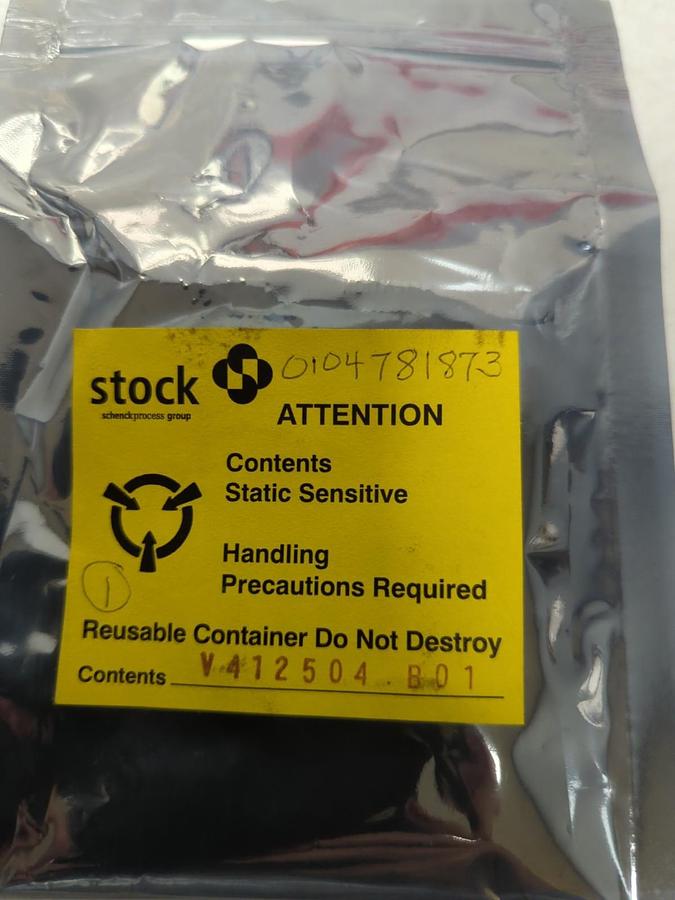 stock 0104781873
schenckprocess group
ATTENTION
Contents
Static Sensitive
Handling
Precautions Required
1
Reusable Container Do Not Destroy
Contents V412504.B01